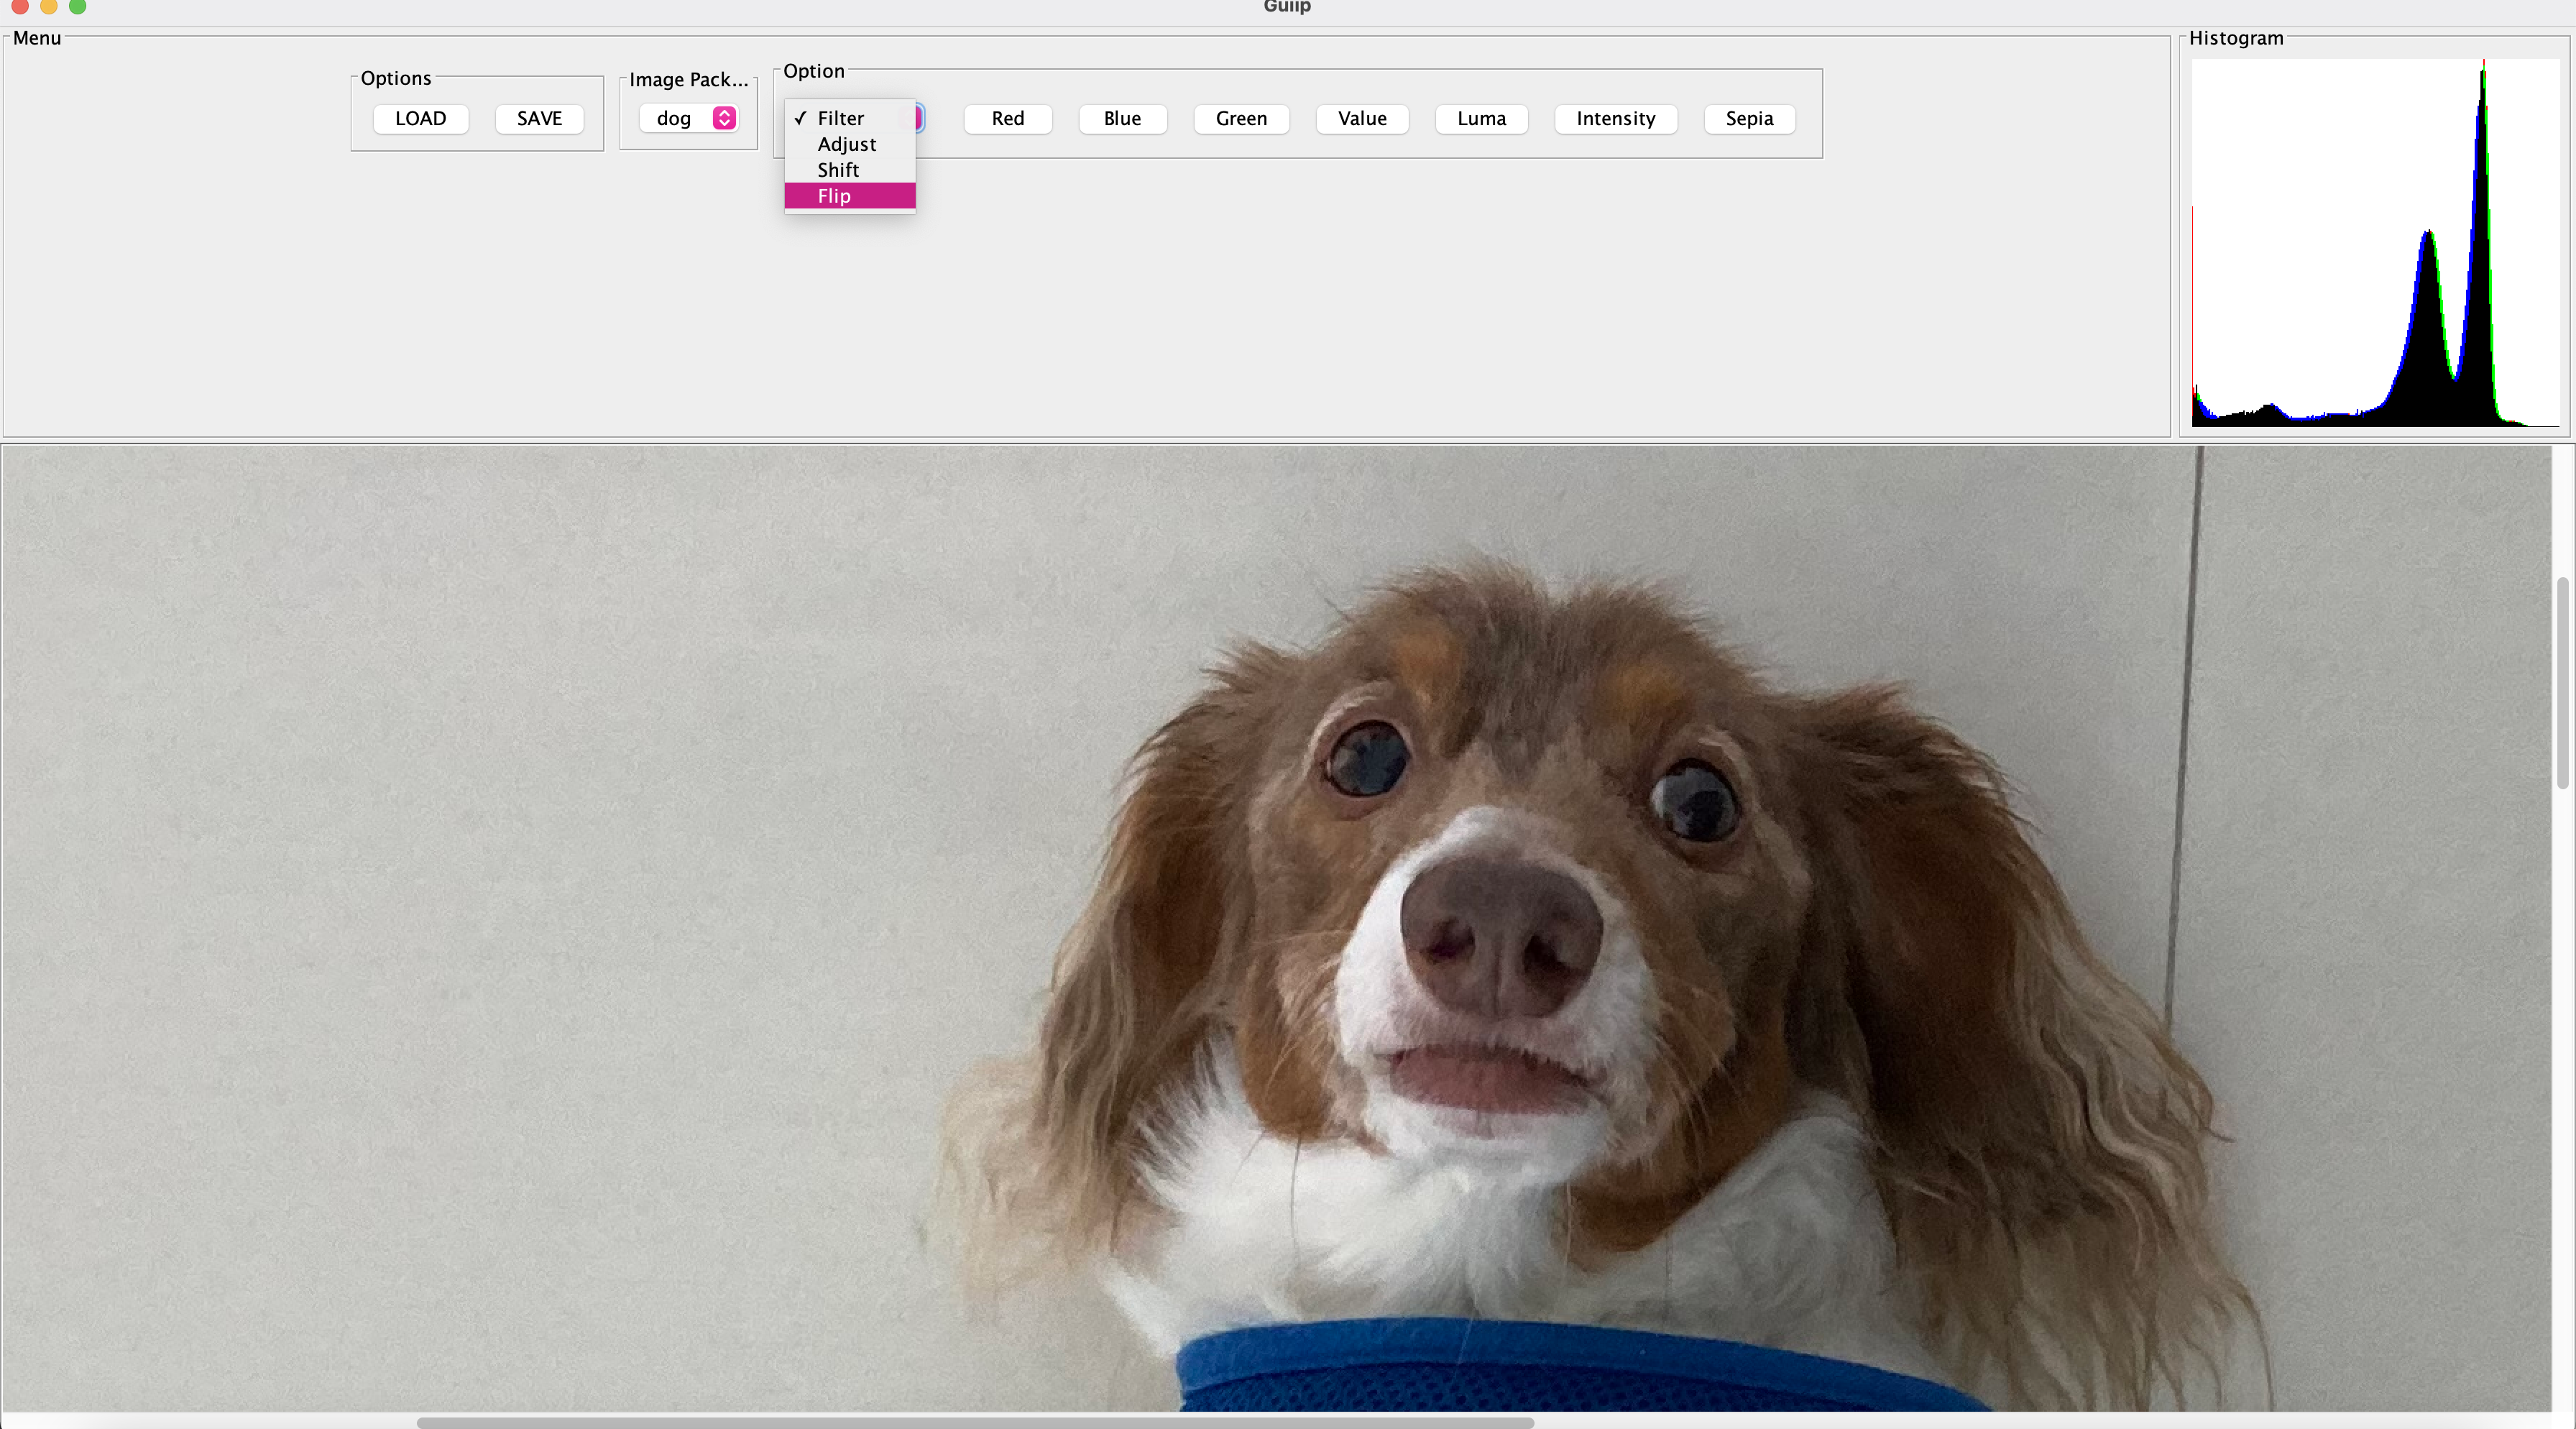 Guiip
Menu
Histogram
Options
Image Pack...
Option
LOAD
SAVE
dog
✓ Filter
Adjust
Shift
Flip
Red
Blue
Green
Value
Luma
Intensity
Sepia